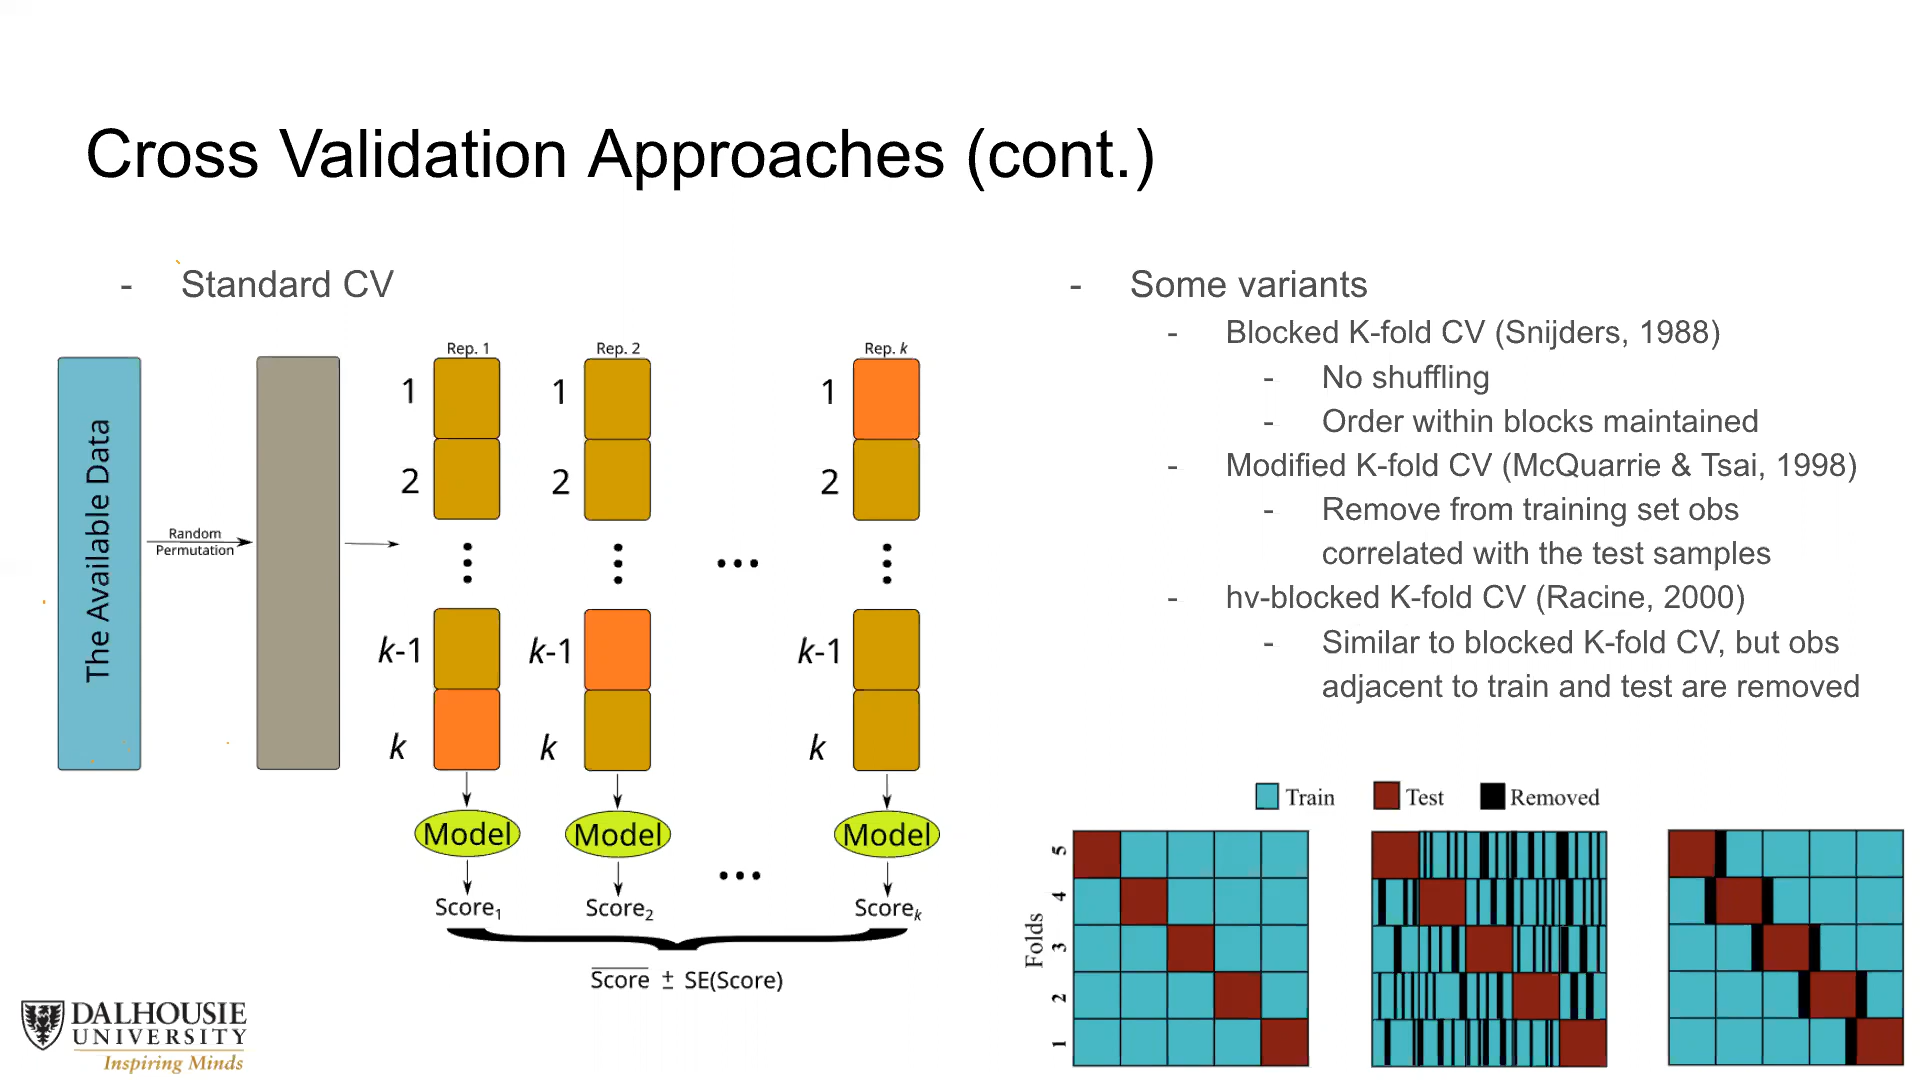 Cross Validation Approaches (cont.)
- Standard CV
The Available Data
Random
Permutation
Rep. 1
1
2
k-1
k
Model
Score1
Rep. 2
1
2
k-1
k
Model
Score2
Rep. k
1
2
k-1
k
Model
Scorek
Score ± SE(Score)
- Some variants
- Blocked K-fold CV (Snijders, 1988)
- No shuffling
- Order within blocks maintained
- Modified K-fold CV (McQuarrie & Tsai, 1998)
- Remove from training set obs
correlated with the test samples
- hv-blocked K-fold CV (Racine, 2000)
- Similar to blocked K-fold CV, but obs
adjacent to train and test are removed
Train Test Removed
Folds
5
4
3
2
1
DALHOUSIE
UNIVERSITY
Inspiring Minds